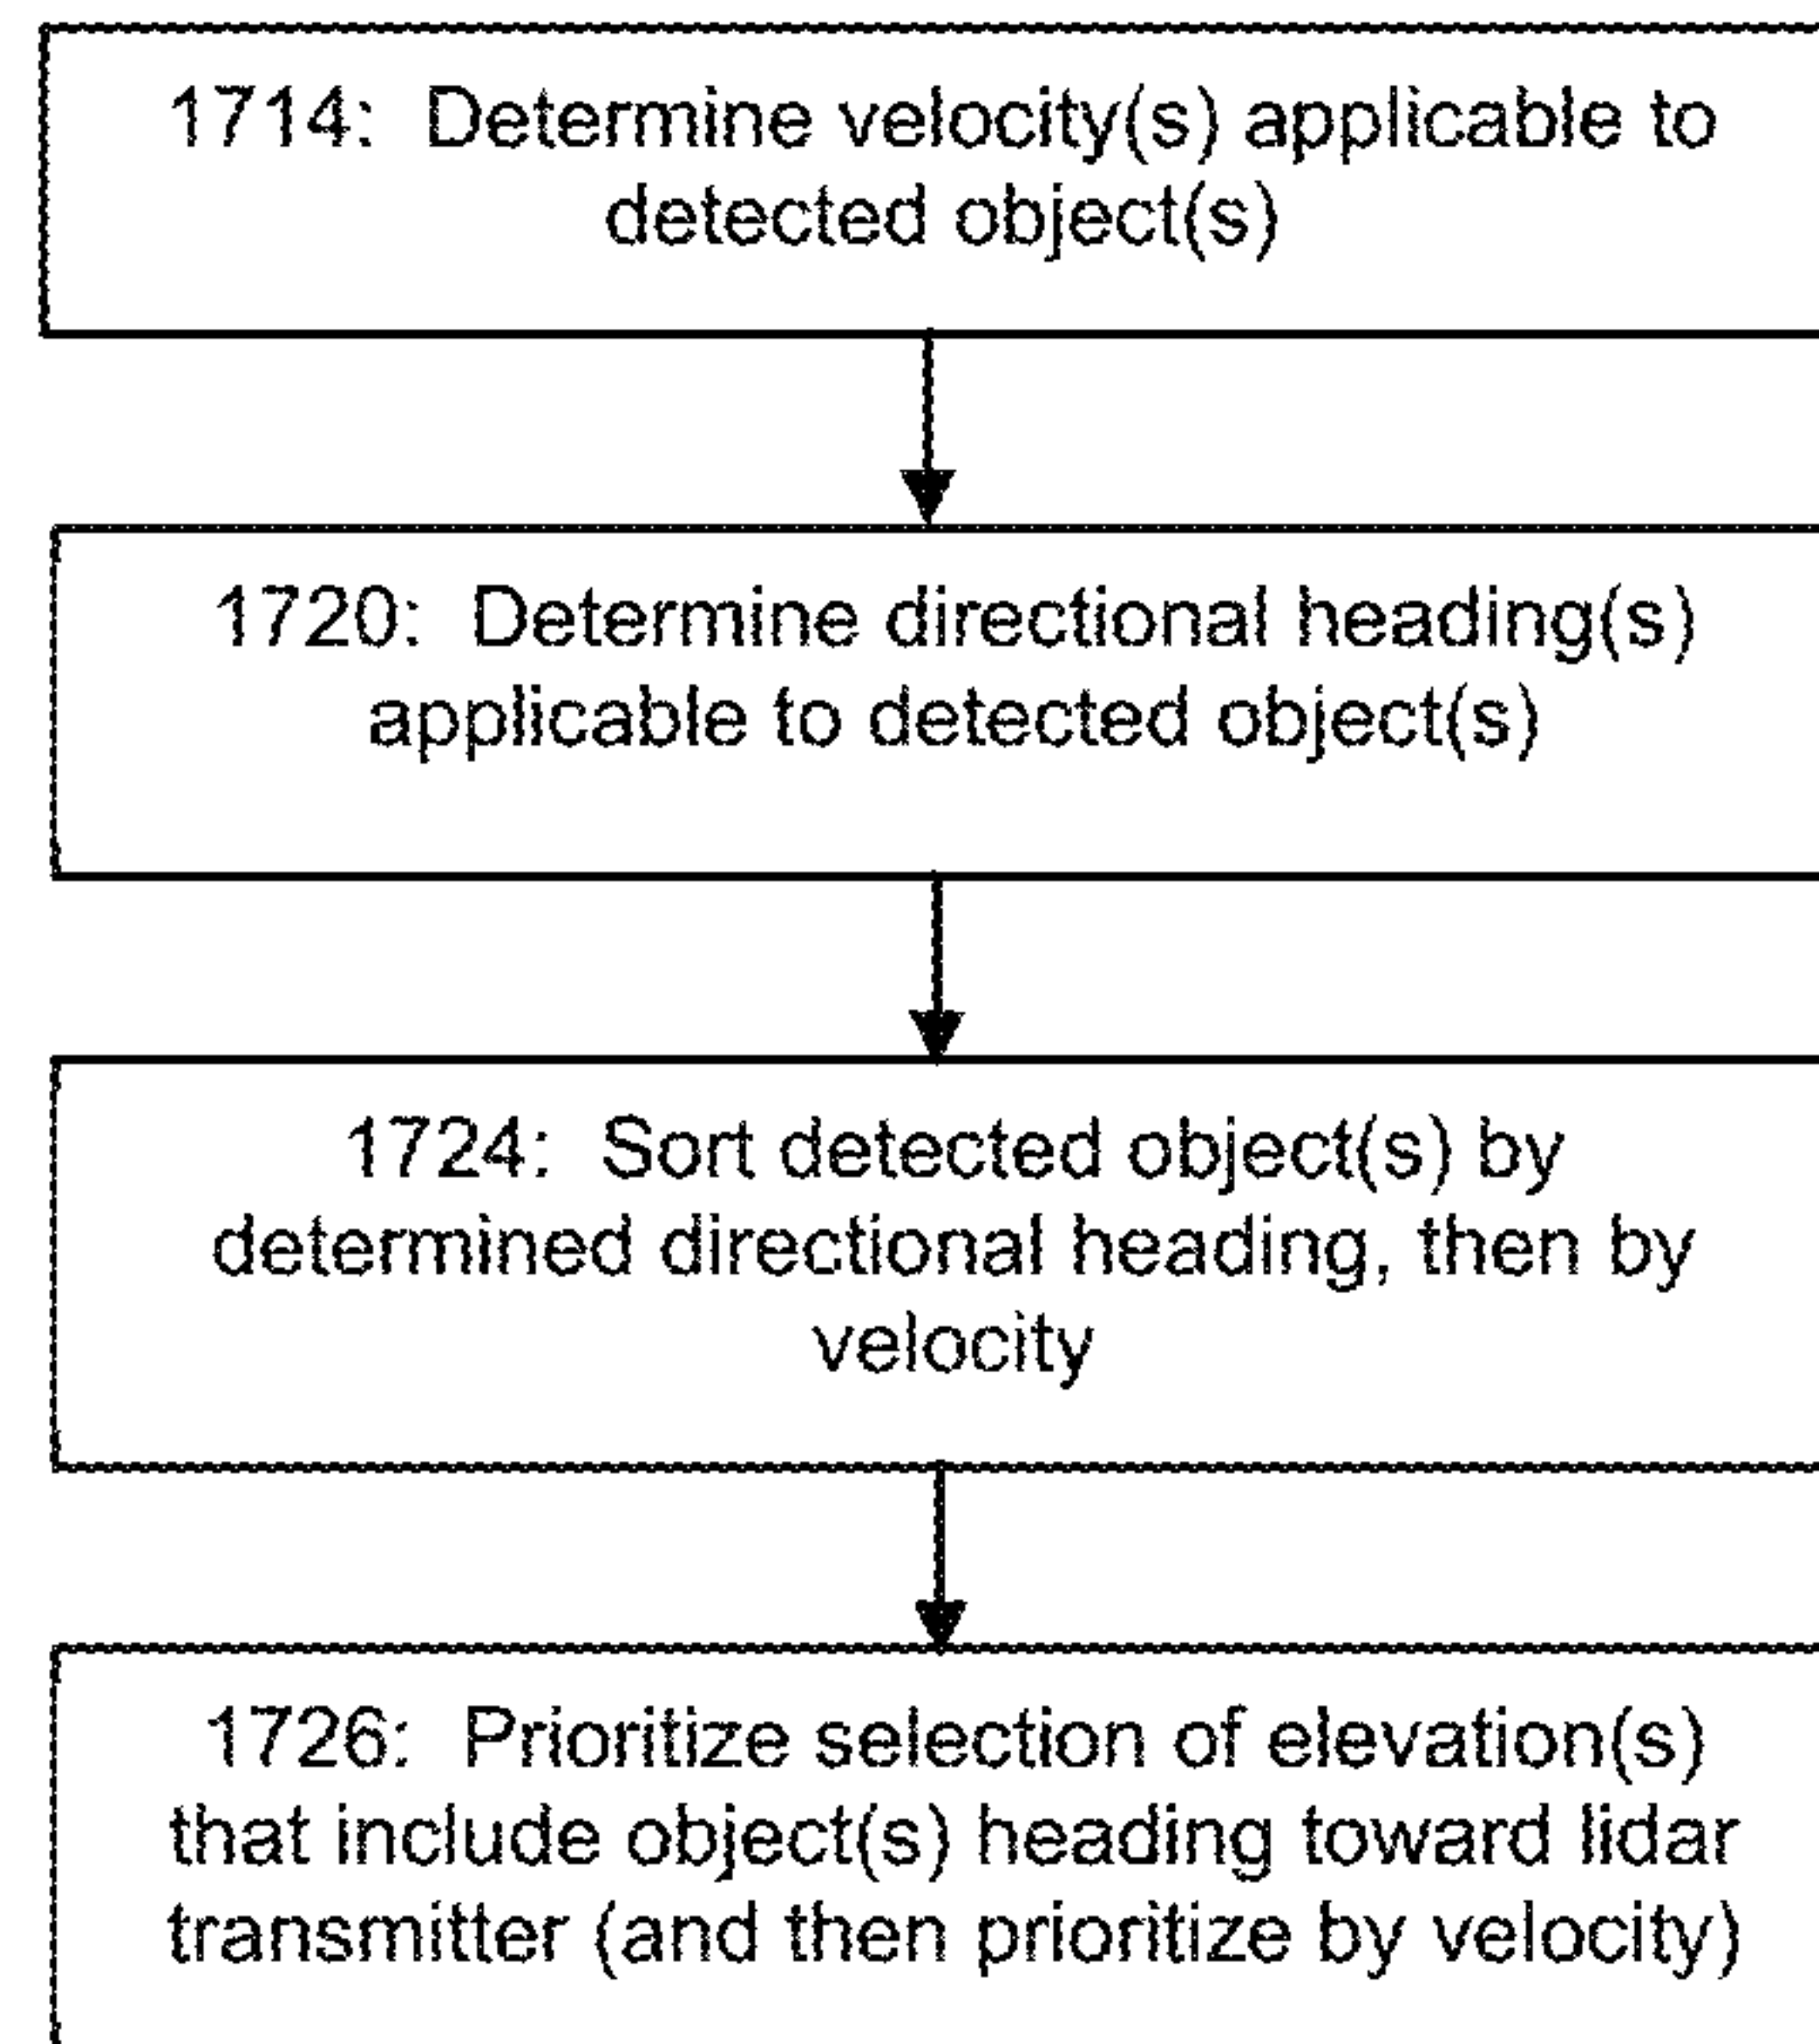 1714: Determine velocity(s) applicable to
detected object(s)
1720: Determine directional heading(s)
applicable to detected object(s)
1724: Sort detected object(s) by
determined directional heading, then by
velocity
1726: Prioritize selection of elevation(s)
that include object(s) heading toward lidar
transmitter (and then prioritize by velocity)